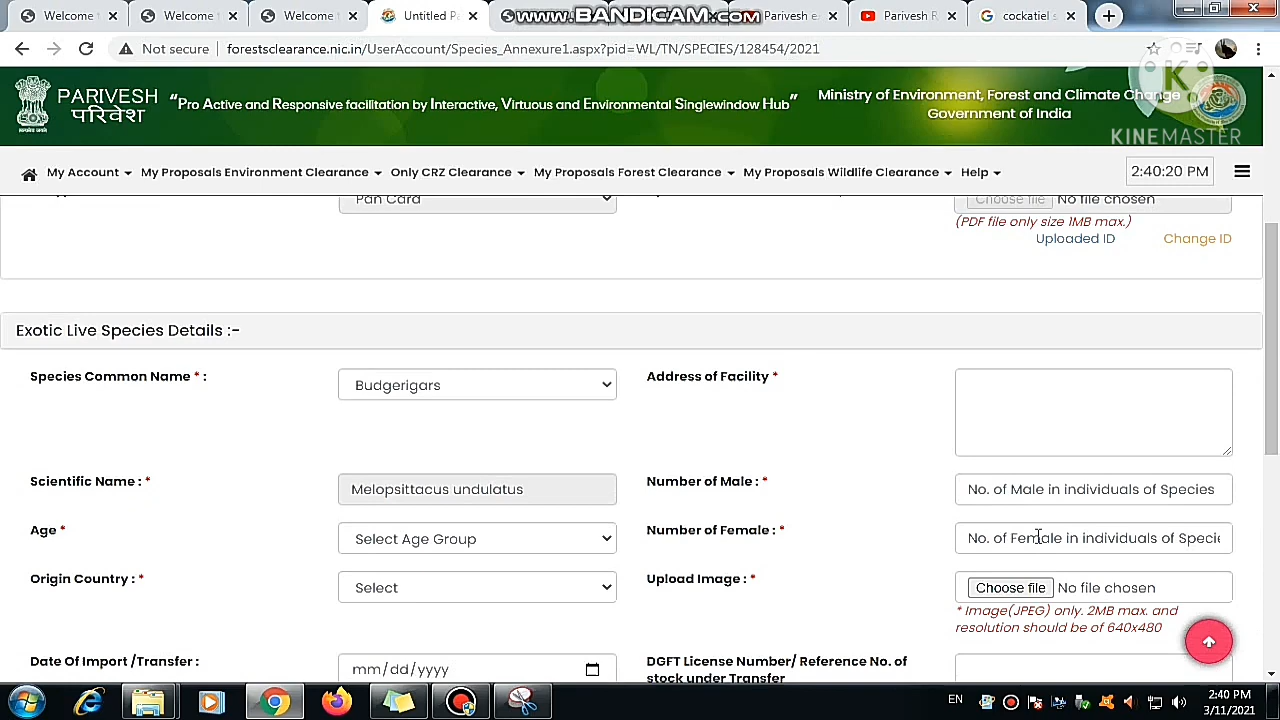 Welcome
Welcome
Welcome
Untitled P
www.BANDICAM.com
Parivesh e
Parivesh R
cockatiel s
Not secure
forestsclearance.nic.in/UserAccount/Species_Annexure1.aspx?pid=WL/TN/SPECIES/128454/2021
PARIVESH
परिवेश
“Pro Active and Responsive facilitation by Interactive, Virtuous and Environmental Singlewindow Hub”
Ministry of Environment, Forest and Climate Change
Government of India
K
KINEMASTER
My Account
My Proposals Environment Clearance
Only CRZ Clearance
My Proposals Forest Clearance
My Proposals Wildlife Clearance
Help
2:40:20 PM
Pan Card
Choose file No file chosen
(PDF file only size 1MB max.)
Uploaded ID
Change ID
Exotic Live Species Details :-
Species Common Name * :
Budgerigars
Address of Facility *
Scientific Name : *
Melopsittacus undulatus
Number of Male : *
No. of Male in individuals of Species
Age *
Select Age Group
Number of Female : *
No. of Female in individuals of Specie
Origin Country : *
Select
Upload Image : *
Choose file No file chosen
* Image(JPEG) only. 2MB max. and
resolution should be of 640x480
Date Of Import /Transfer :
mm/dd/yyyy
DGFT License Number/ Reference No. of
stock under Transfer
EN
2:40 PM
3/11/2021